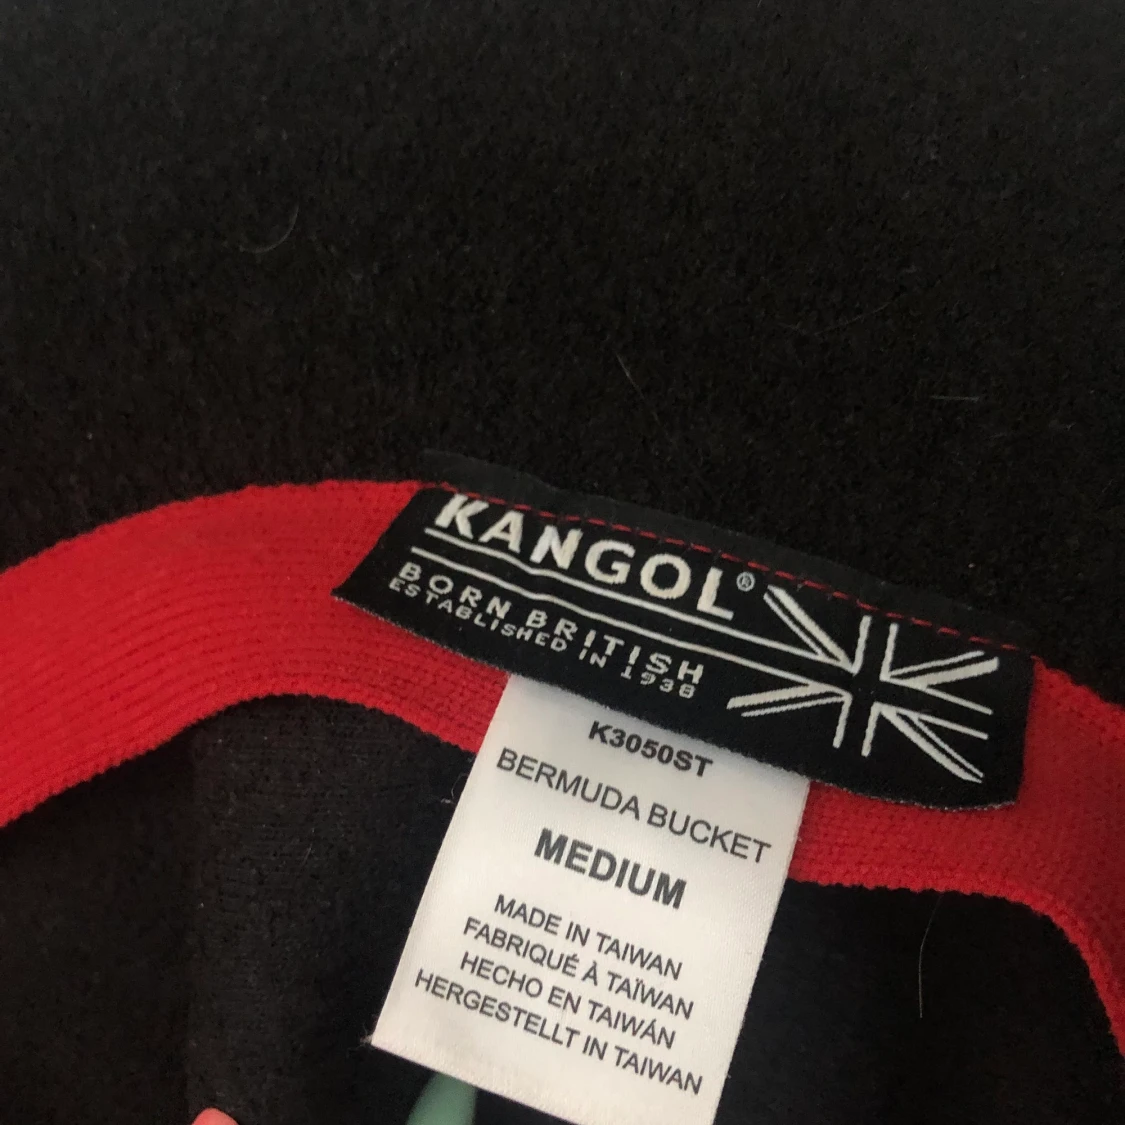 KANGOL®
BORN BRITISH
ESTABLISHED IN 1938
K3050ST
BERMUDA BUCKET
MEDIUM
MADE IN TAIWAN
FABRIQUÉ À TAÏWAN
HECHO EN TAIWÁN
HERGESTELLT IN TAIWAN